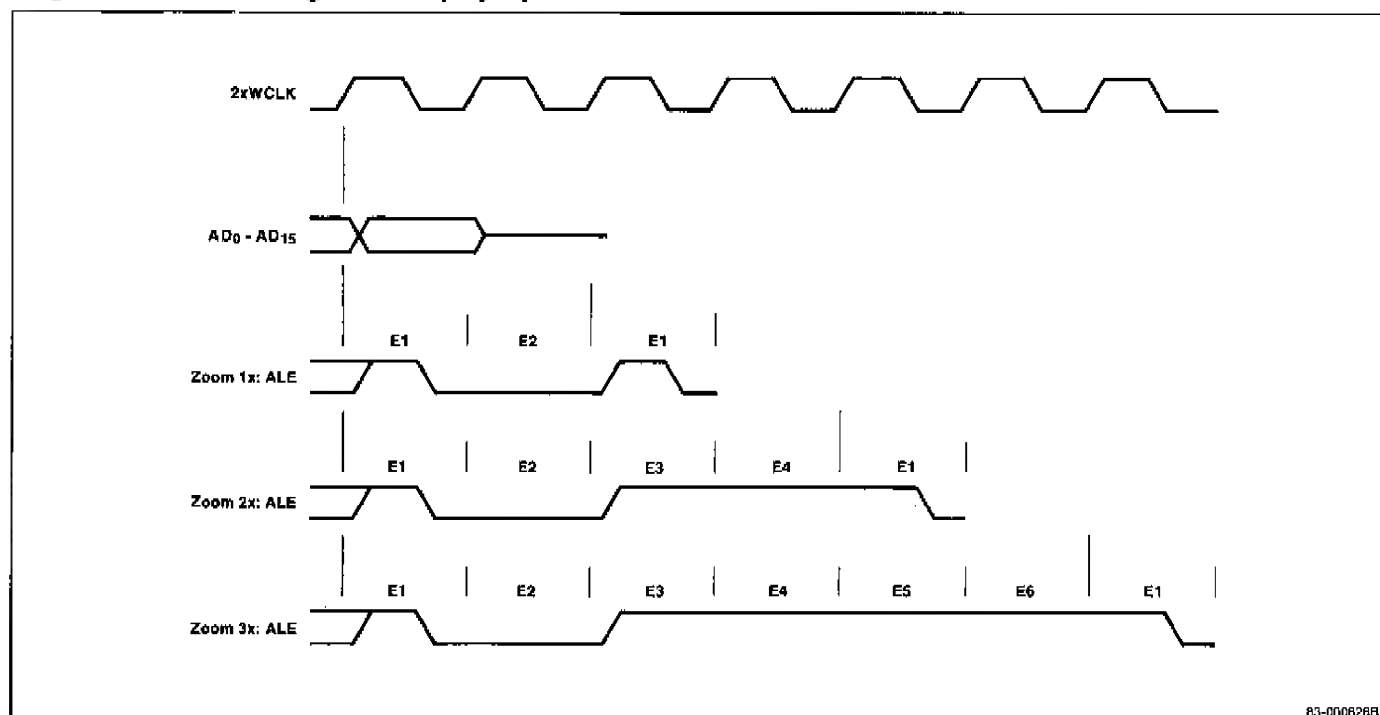 2xWCLK
AD0 - AD15
E1 E2 E1
Zoom 1x: ALE
E1 E2 E3 E4 E1
Zoom 2x: ALE
E1 E2 E3 E4 E5 E6 E1
Zoom 3x: ALE
83-000626B